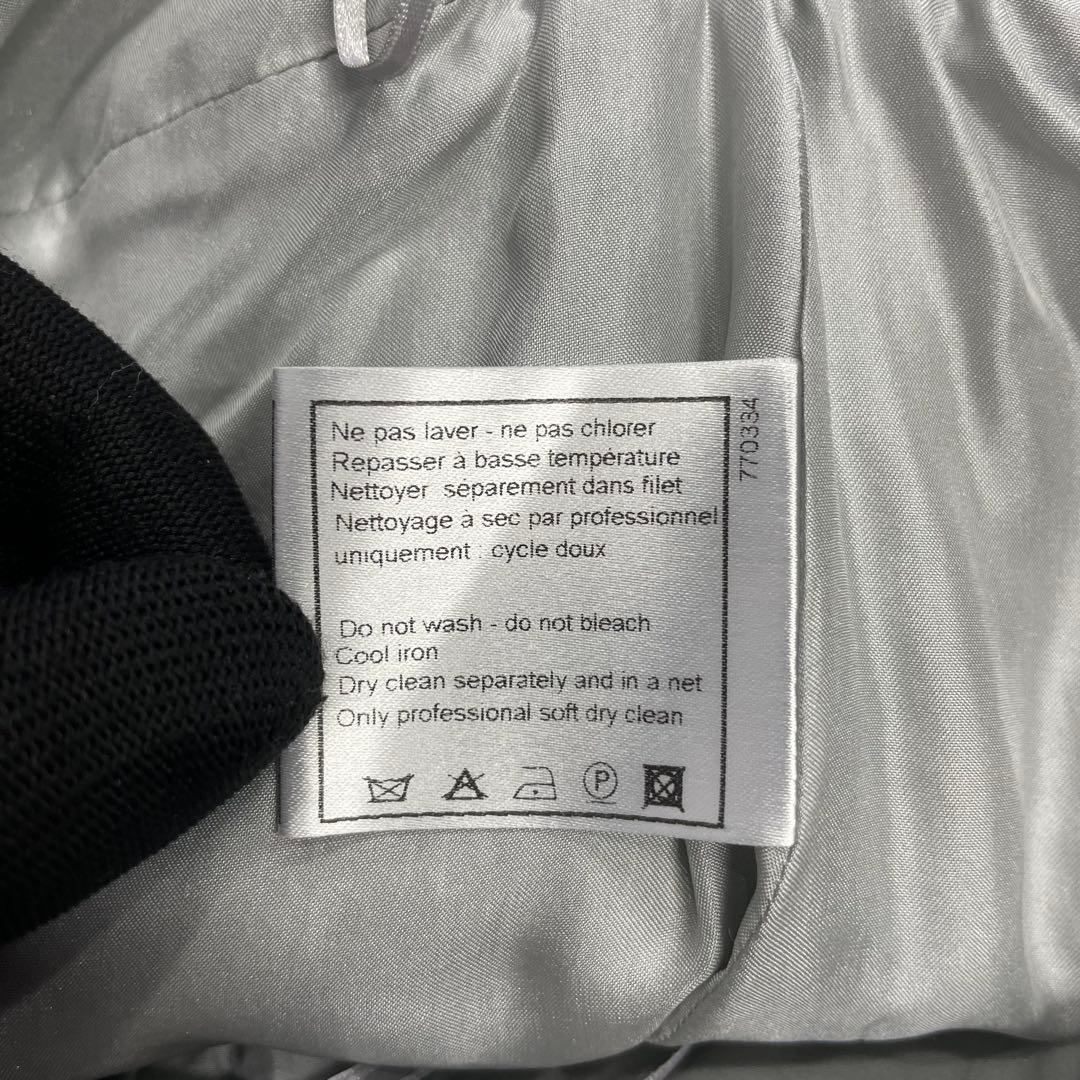 Ne pas laver - ne pas chlorer
Repasser à basse température
Nettoyer séparement dans filet
Nettoyage à sec par professionnel
uniquement : cycle doux
Do not wash - do not bleach
Cool iron
Dry clean separately and in a net
Only professional soft dry clean
A P
770334